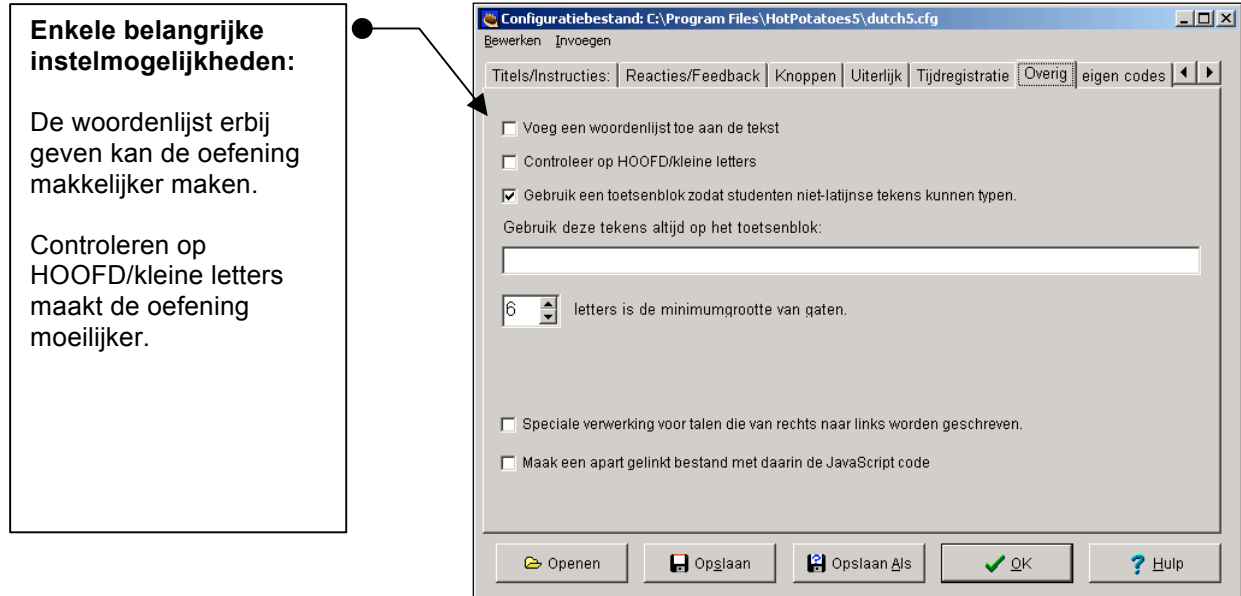 Enkele belangrijke
instelmogelijkheden:
De woordenlijst erbij
geven kan de oefening
makkelijker maken.
Controleren op
HOOFD/kleine letters
maakt de oefening
moeilijker.
Configuratiebestand: C:\Program Files\HotPotatoes5\dutch5.cfg
Bewerken Invoegen
Titels/Instructies: Reacties/Feedback Knoppen Uiterlijk Tijdregistratie Overig eigen codes
Voeg een woordenlijst toe aan de tekst
Controleer op HOOFD/kleine letters
Gebruik een toetsenblok zodat studenten niet-latijnse tekens kunnen typen.
Gebruik deze tekens altijd op het toetsenblok:
6 letters is de minimumgrootte van gaten.
Speciale verwerking voor talen die van rechts naar links worden geschreven.
Maak een apart gelinkt bestand met daarin de JavaScript code
Openen Opslaan Opslaan Als OK Hulp